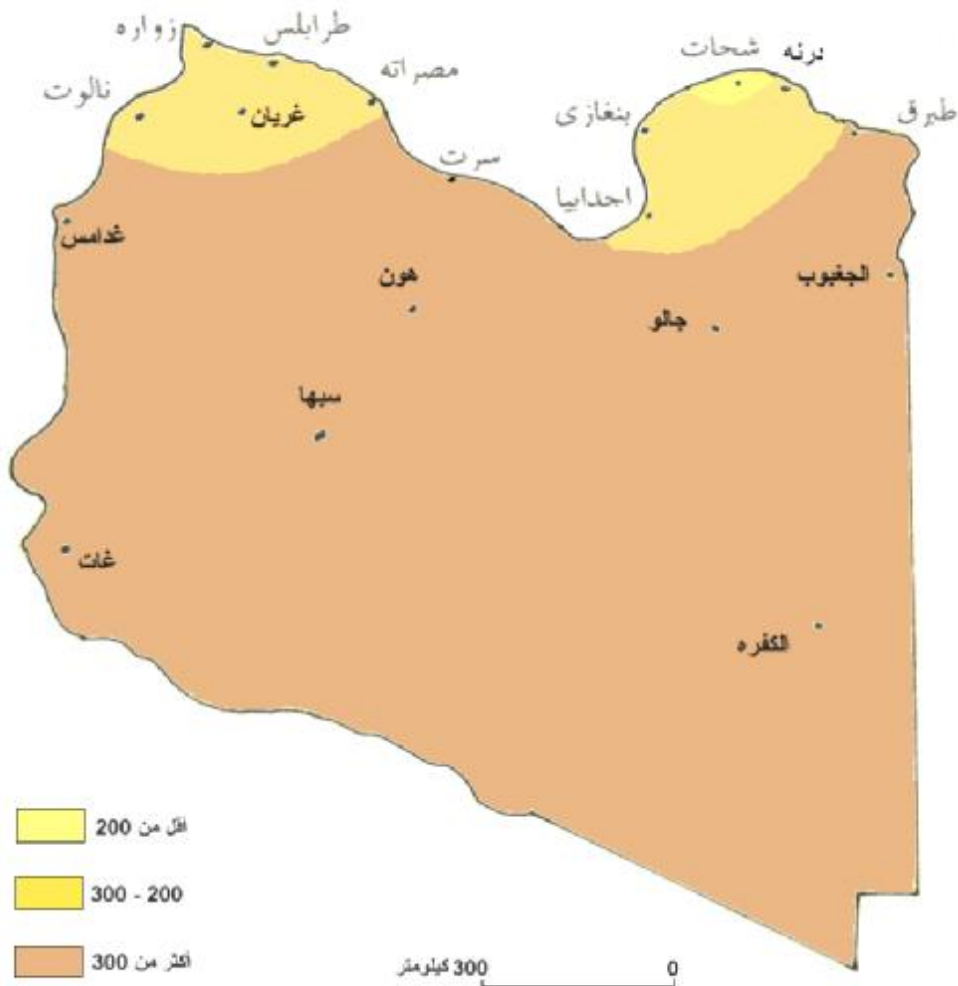 زواره
طرابلس
مصراته
نالوت
غريان
سرت
شحات
درنه
طبرق
بنغازي
اجدابيا
غدامس
هون
الجغبوب
جالو
سبها
غات
الكفره
أقل من 200
200 - 300
أكثر من 300
300 كيلومتر
0